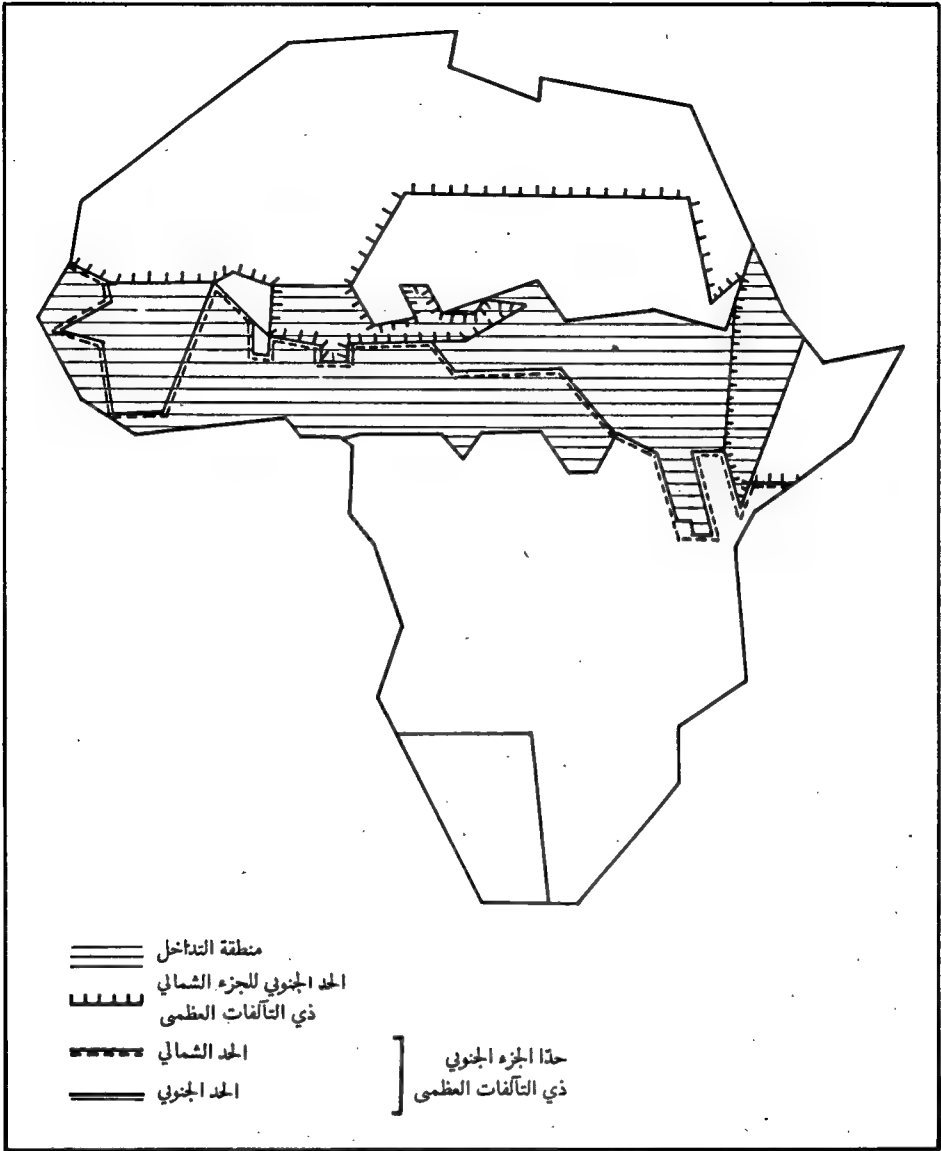 منطقة التداخل
الحد الجنوبي للجزء الشمالي
ذي التآلفات العظمى
الحد الشمالي
الحد الجنوبي
حدّا الجزء الجنوبي
ذي التآلفات العظمى